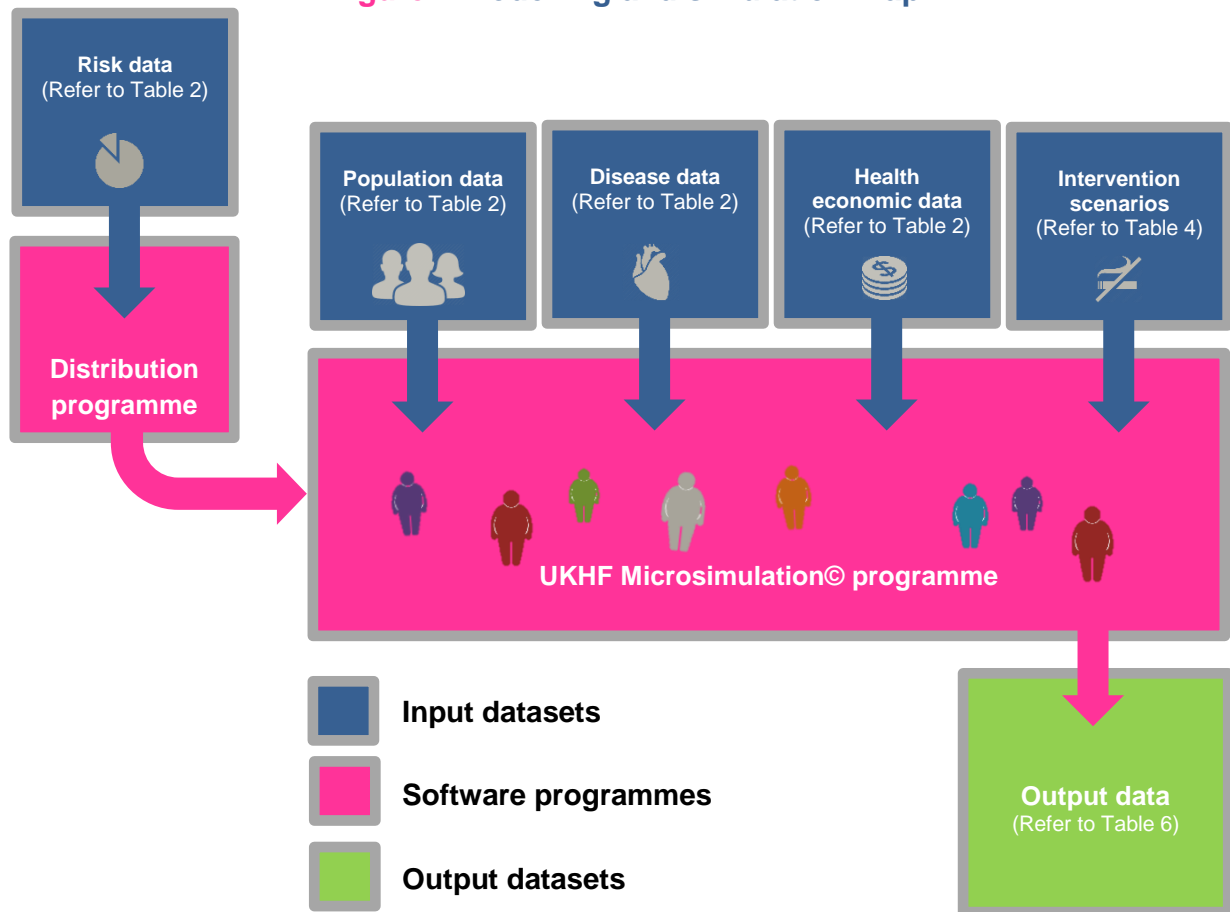 Risk data
(Refer to Table 2)
Population data
(Refer to Table 2)
Disease data
(Refer to Table 2)
Health
economic data
(Refer to Table 2)
Intervention
scenarios
(Refer to Table 4)
Distribution
programme
UKHF Microsimulation© programme
Input datasets
Software programmes
Output datasets
Output data
(Refer to Table 6)